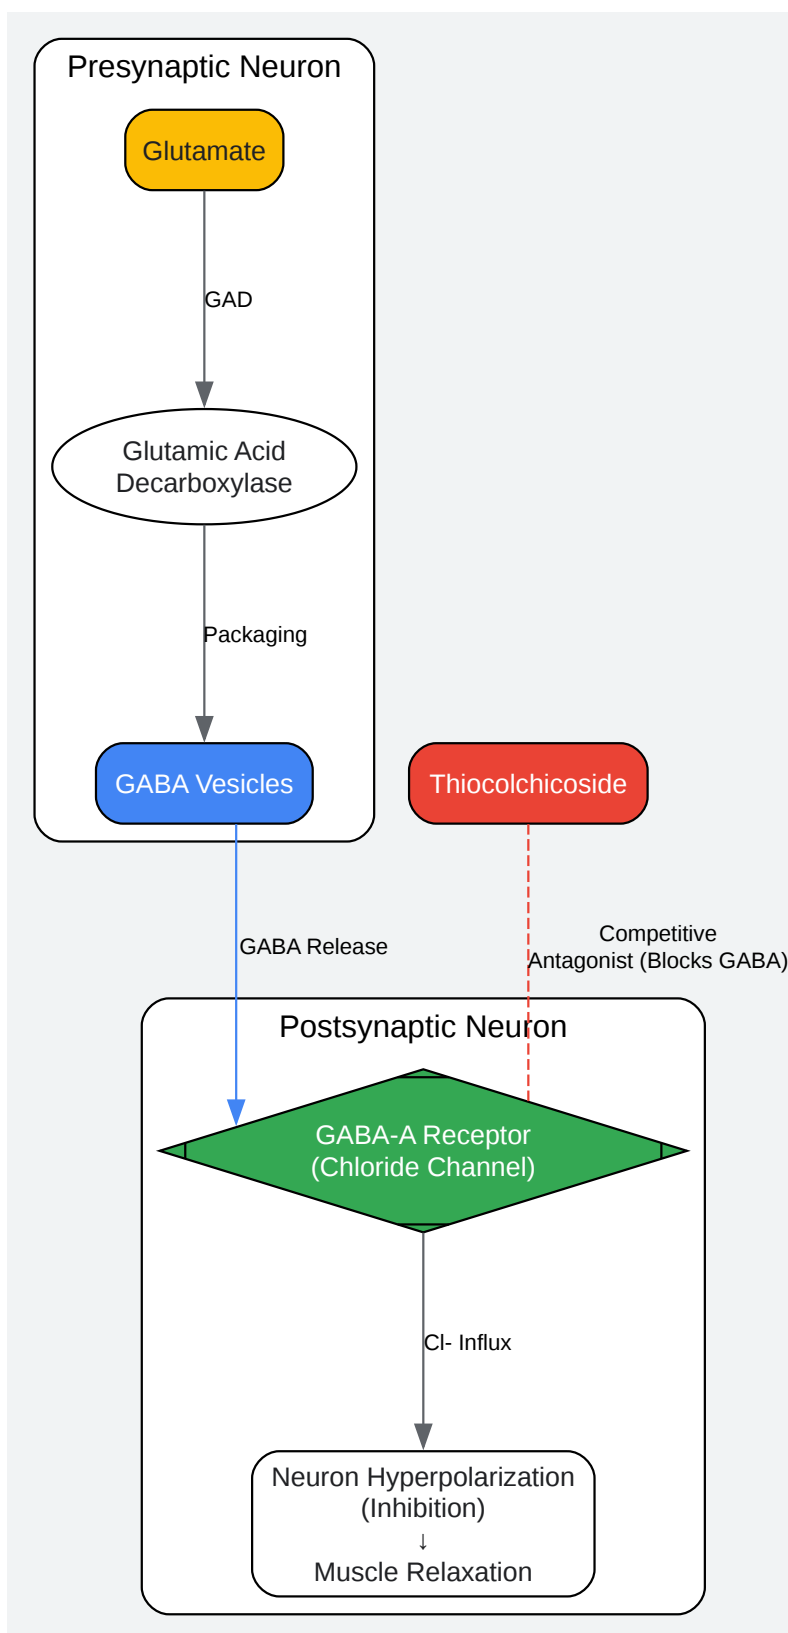 Presynaptic Neuron
Glutamate
GAD
Glutamic Acid
Decarboxylase
Packaging
GABA Vesicles
Thiocolchicoside
GABA Release
Competitive
Antagonist (Blocks GABA)
Postsynaptic Neuron
GABA-A Receptor
(Chloride Channel)
Cl- Influx
Neuron Hyperpolarization
(Inhibition)
↓
Muscle Relaxation